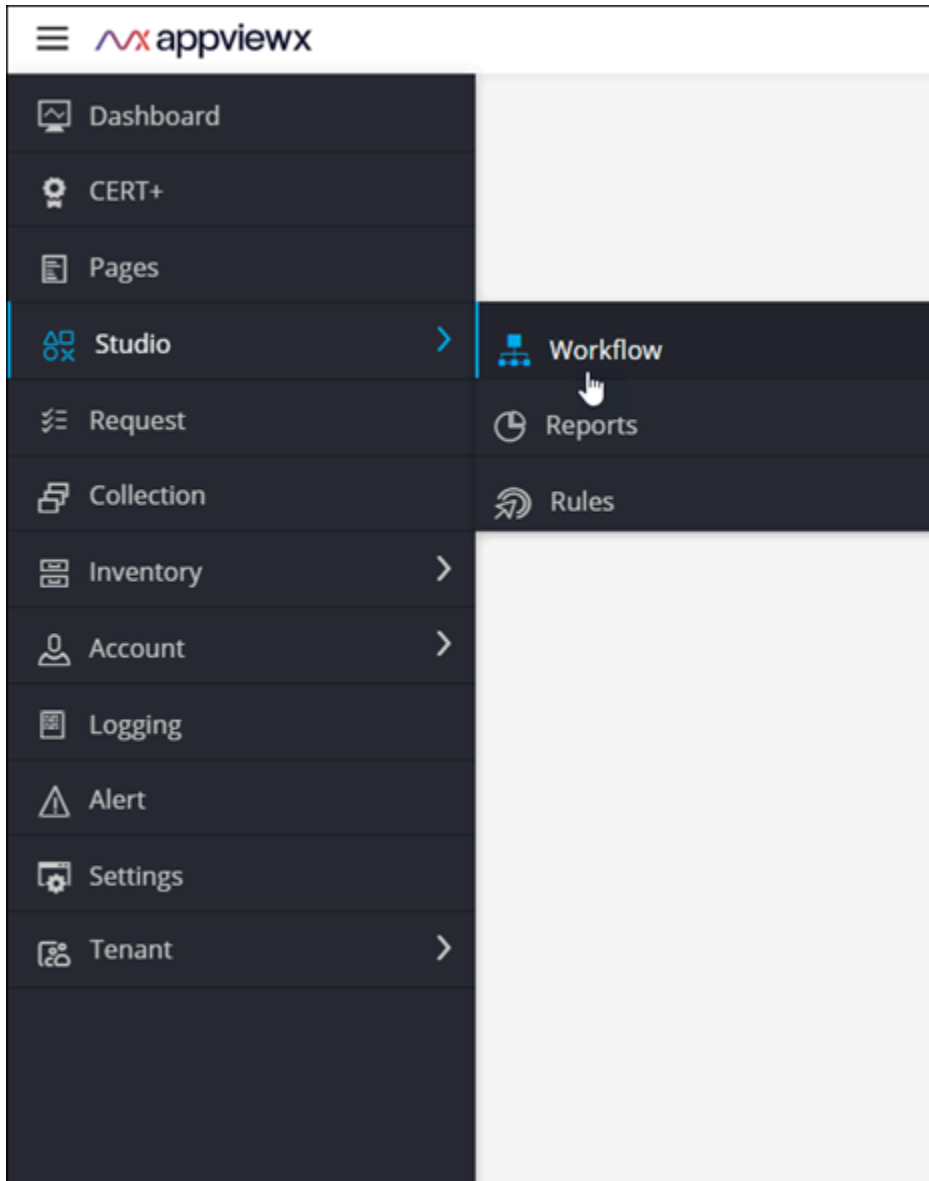 appviewx
Dashboard
CERT+
Pages
Studio
Workflow
Reports
Rules
Request
Collection
Inventory
Account
Logging
Alert
Settings
Tenant